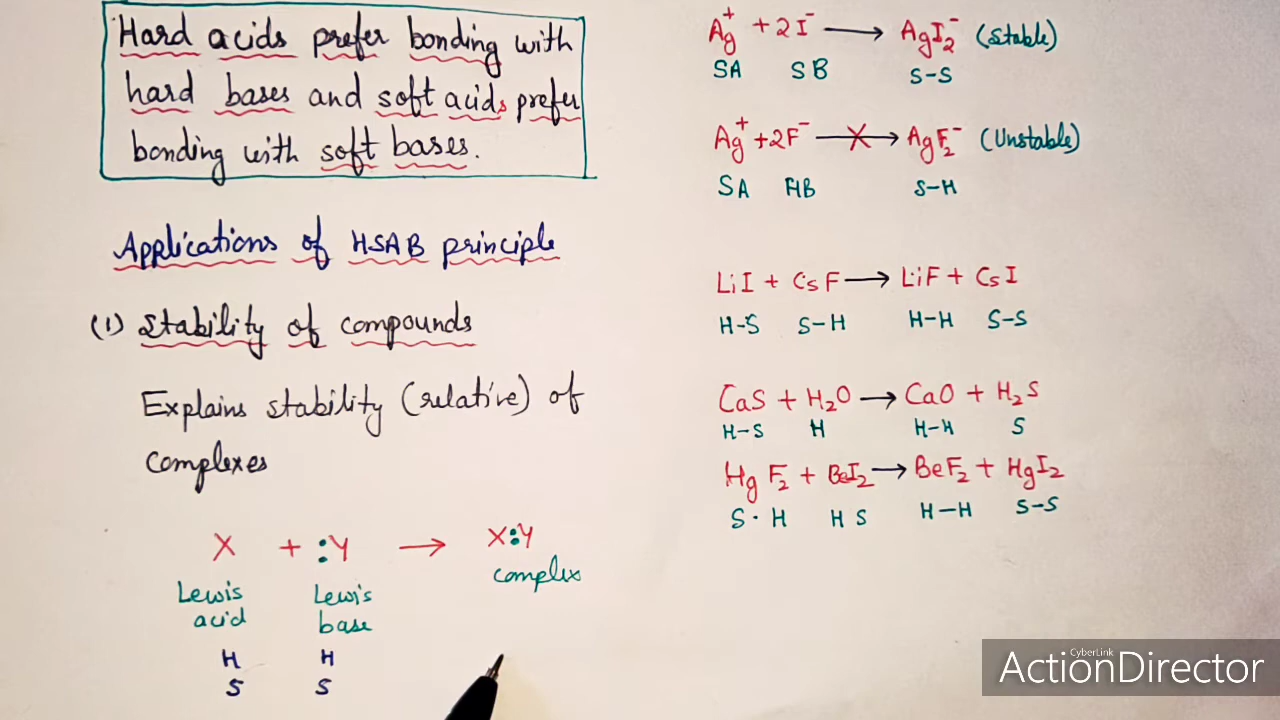 Hard acids prefer bonding with
hard bases and soft acids prefer
bonding with soft bases.
Applications of HSAB principle
(1) Stability of compounds
Explains stability (relative) of
complexes
X + :Y → X:Y
Lewis acid Lewis base complex
H H
S S
Ag⁺ + 2I⁻ → AgI₂⁻ (Stable)
SA SB S-S
Ag⁺ + 2F⁻ —X→ AgF₂⁻ (Unstable)
SA HB S-H
LiI + CsF → LiF + CsI
H-S S-H H-H S-S
CaS + H₂O → CaO + H₂S
H-S H H-H S
HgF₂ + BeI₂ → BeF₂ + HgI₂
S·H H S H-H S-S
CyberLink
ActionDirector